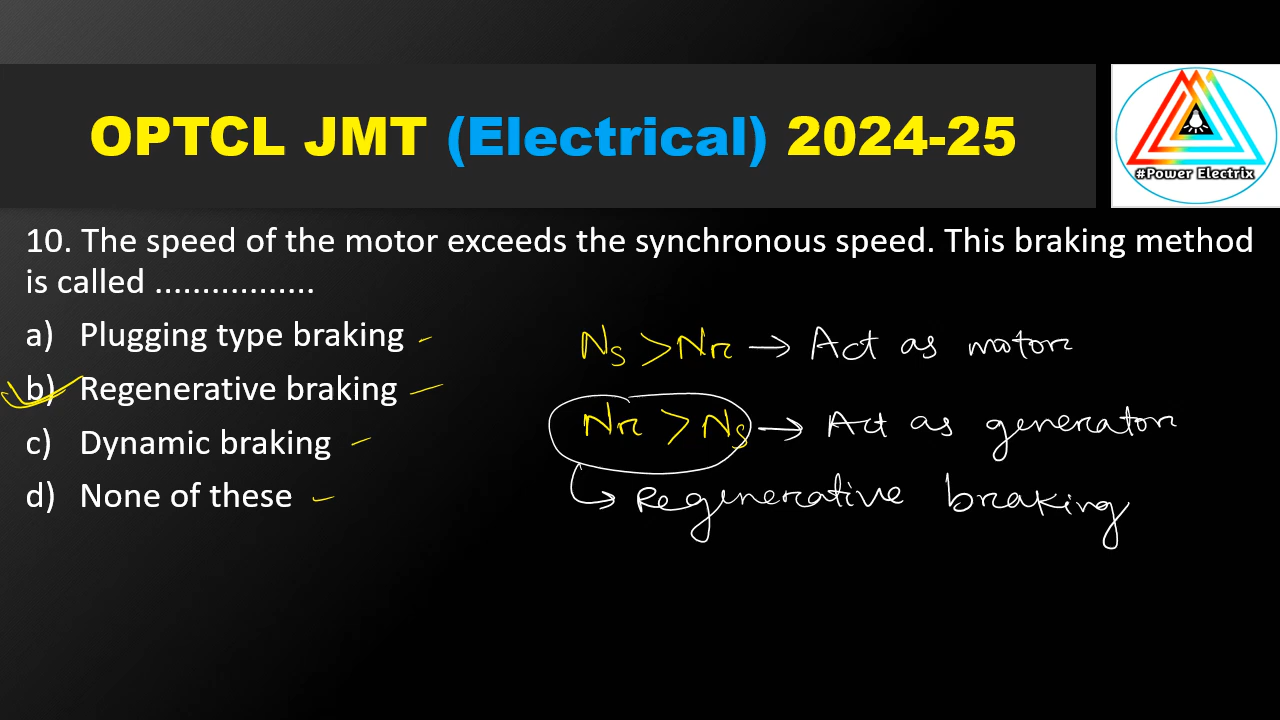 OPTCL JMT (Electrical) 2024-25
#Power Electrix
10. The speed of the motor exceeds the synchronous speed. This braking method
is called .................
a) Plugging type braking
b) Regenerative braking
c) Dynamic braking
d) None of these
Ns > Nr → Act as motor
Nr > Ns → Act as generator
↳ Regenerative braking